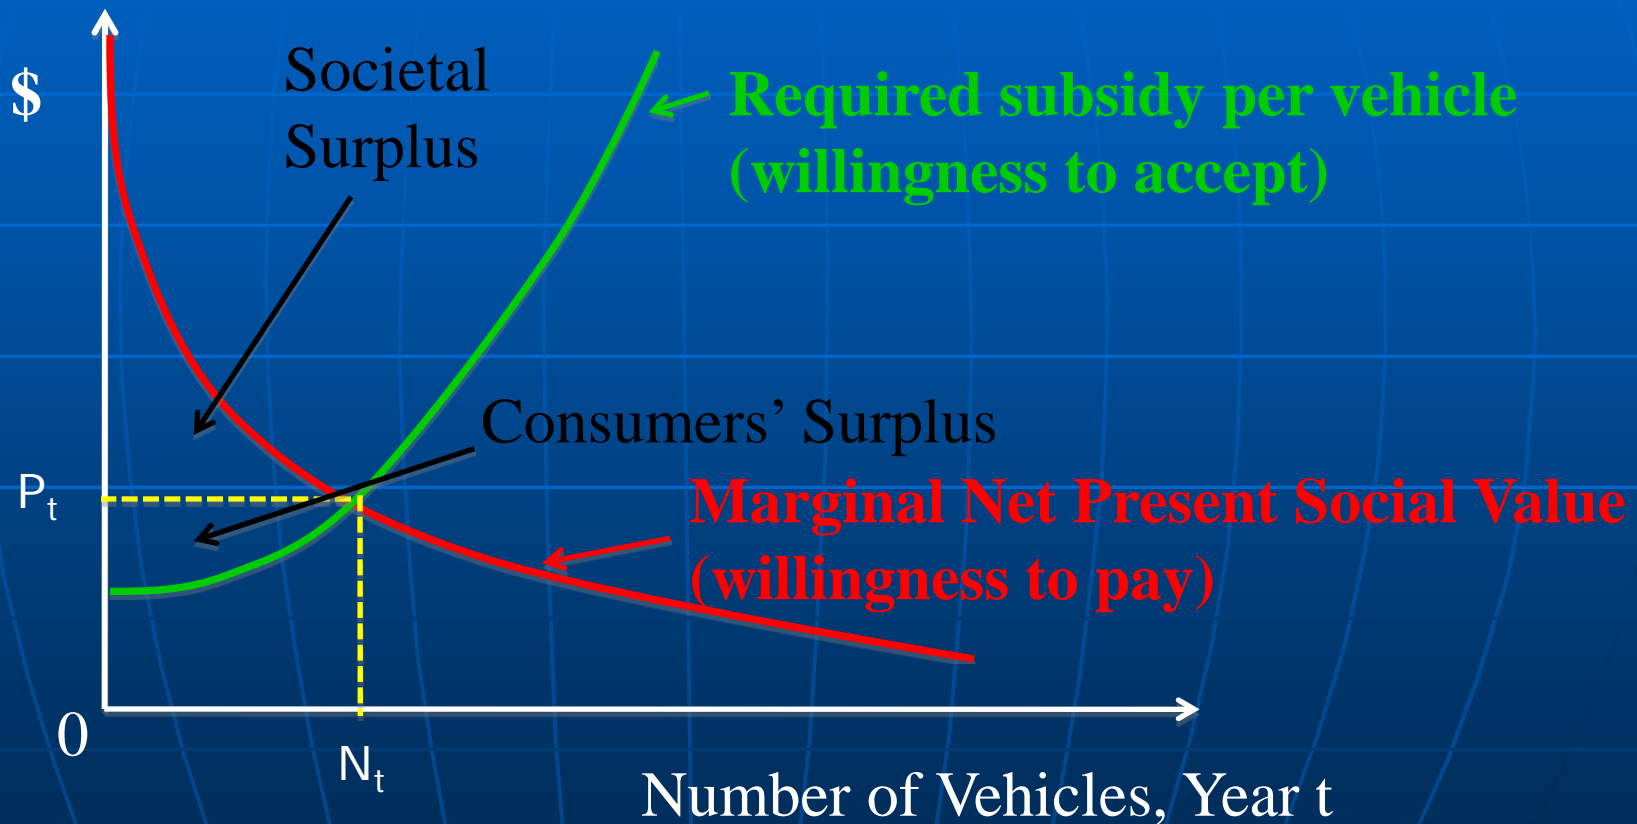 $
Societal
Surplus
Required subsidy per vehicle
(willingness to accept)
Consumers’ Surplus
Pt
Marginal Net Present Social Value
(willingness to pay)
0
Nt
Number of Vehicles, Year t